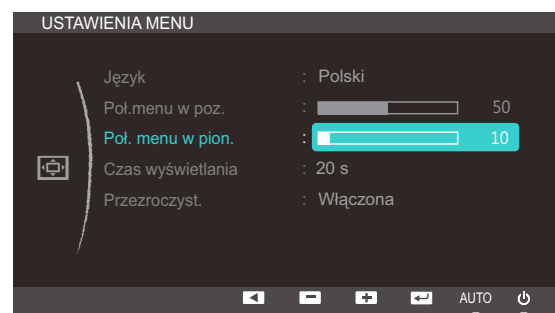 USTAWIENIA MENU
Język : Polski
Poł.menu w poz. : 50
Poł. menu w pion. : 10
Czas wyświetlania : 20 s
Przezroczyst. : Włączona
AUTO